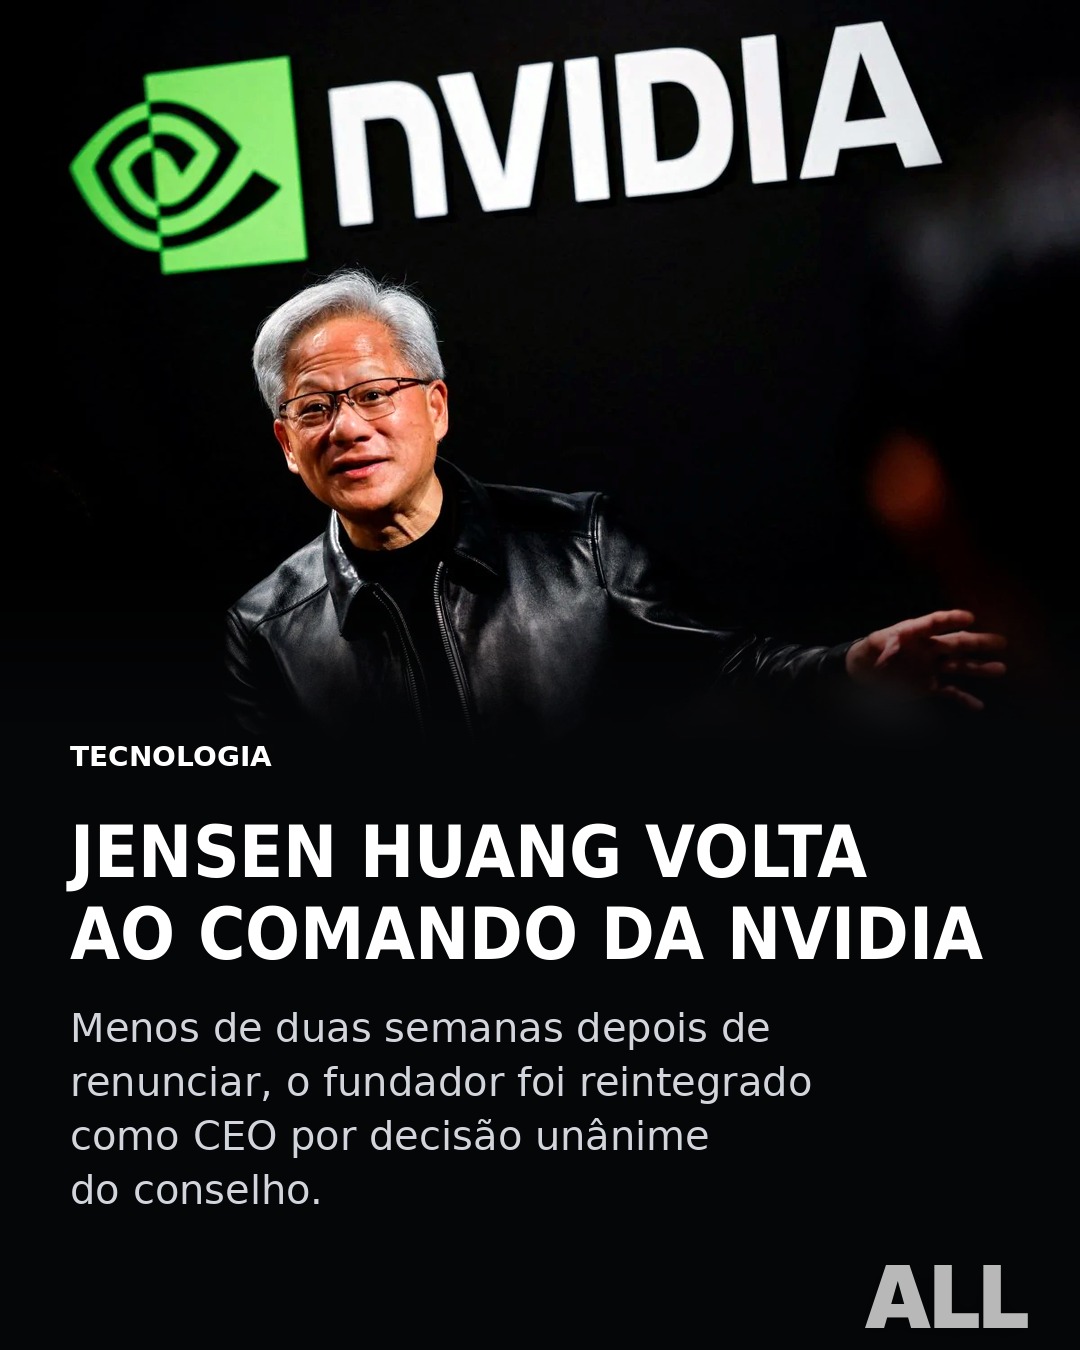 NVIDIA
TECNOLOGIA
JENSEN HUANG VOLTA
AO COMANDO DA NVIDIA
Menos de duas semanas depois de
renunciar, o fundador foi reintegrado
como CEO por decisão unânime
do conselho.
ALL